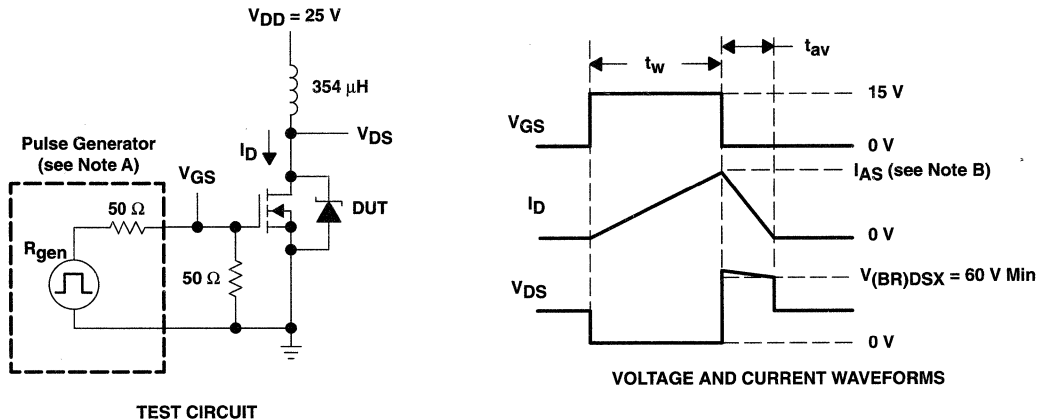 VDD = 25 V
354 μH
VDS
ID
Pulse Generator
(see Note A)
VGS
50 Ω
DUT
Rgen
50 Ω
TEST CIRCUIT
tw
tav
15 V
VGS
0 V
IAS (see Note B)
ID
0 V
V(BR)DSX = 60 V Min
VDS
0 V
VOLTAGE AND CURRENT WAVEFORMS